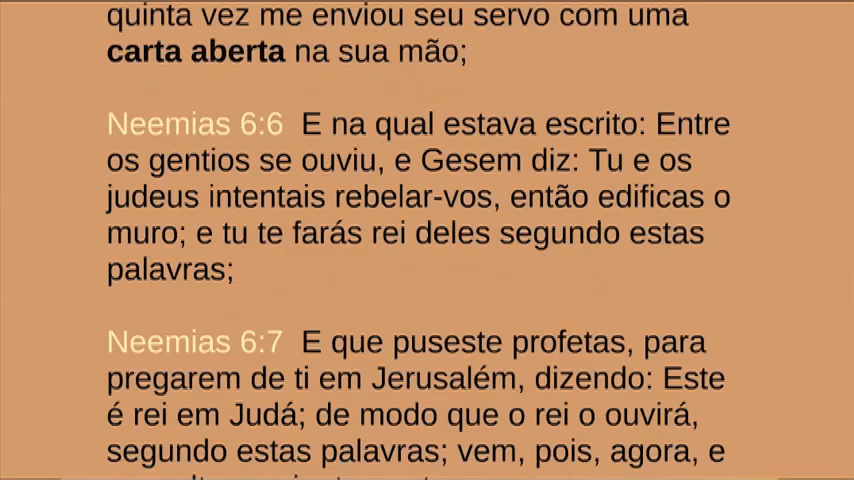 quinta vez me enviou seu servo com uma
carta aberta na sua mão;
Neemias 6:6 E na qual estava escrito: Entre
os gentios se ouviu, e Gesem diz: Tu e os
judeus intentais rebelar-vos, então edificas o
muro; e tu te farás rei deles segundo estas
palavras;
Neemias 6:7 E que puseste profetas, para
pregarem de ti em Jerusalém, dizendo: Este
é rei em Judá; de modo que o rei o ouvirá,
segundo estas palavras; vem, pois, agora, e